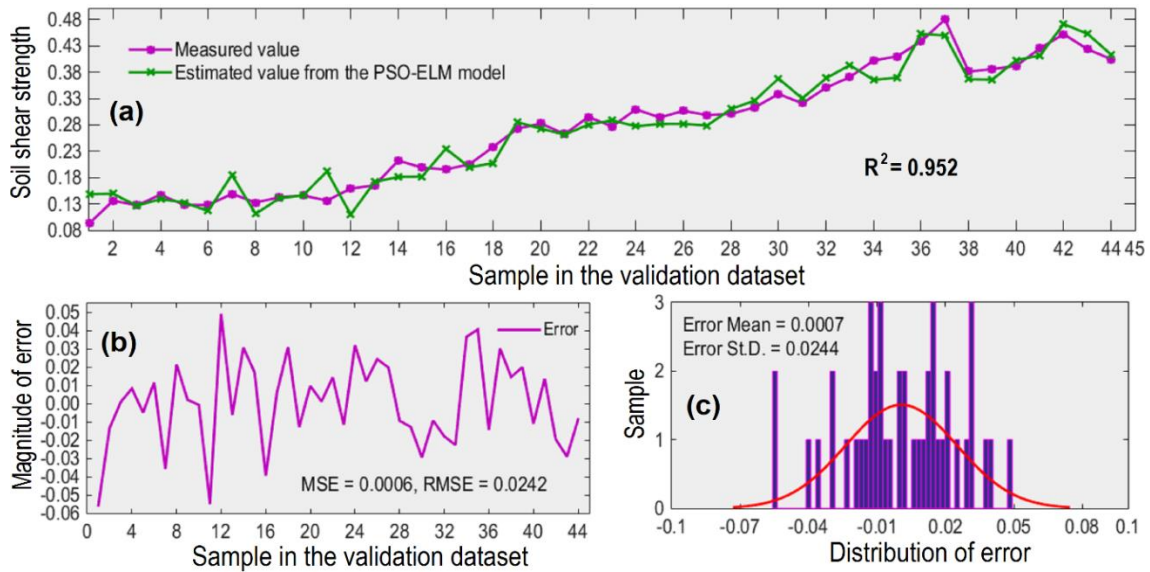 0.48
0.43
0.38
0.33
0.28
0.23
0.18
0.13
0.08
Soil shear strength
Measured value
Estimated value from the PSO-ELM model
(a)
R² = 0.952
2 4 6 8 10 12 14 16 18 20 22 24 26 28 30 32 34 36 38 40 42 44 45
Sample in the validation dataset
0.05
0.04
0.03
0.02
0.01
0.00
-0.01
-0.02
-0.03
-0.04
-0.05
-0.06
Magnitude of error
(b)
Error
MSE = 0.0006, RMSE = 0.0242
0 4 8 12 16 20 24 28 32 36 40 44
Sample in the validation dataset
3
2
1
0
Sample
Error Mean = 0.0007
Error St.D. = 0.0244
(c)
-0.1 -0.07 -0.04 -0.01 0.02 0.05 0.08 0.1
Distribution of error